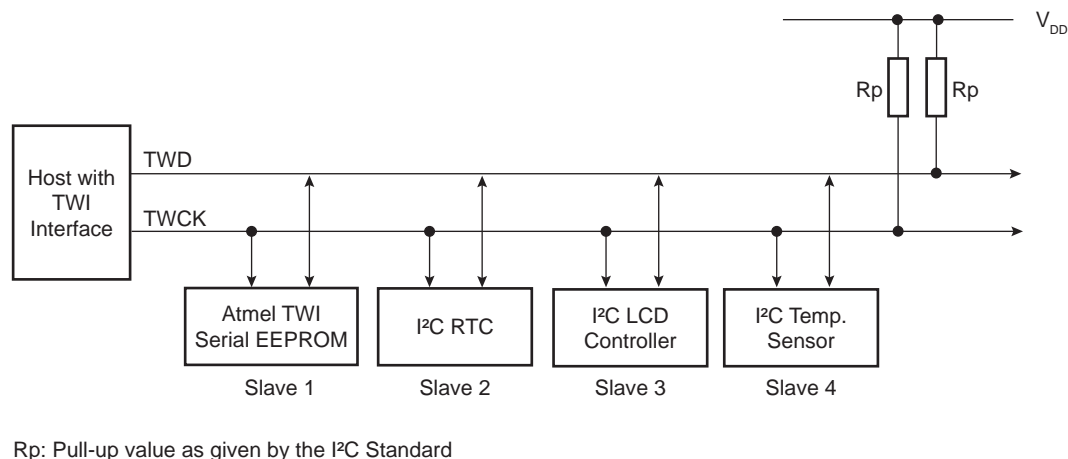 V_DD
Rp Rp
Host with
TWI
Interface
TWD
TWCK
Atmel TWI
Serial EEPROM
I²C RTC
I²C LCD
Controller
I²C Temp.
Sensor
Slave 1
Slave 2
Slave 3
Slave 4
Rp: Pull-up value as given by the I²C Standard